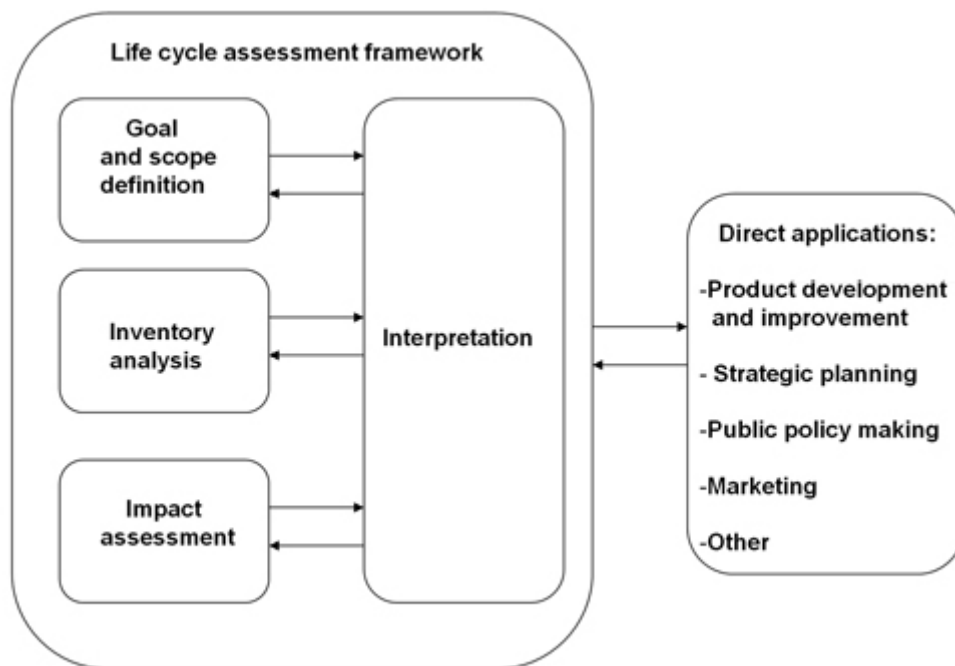 Life cycle assessment framework
Goal
and scope
definition
Inventory
analysis
Impact
assessment
Interpretation
Direct applications:
-Product development
and improvement
- Strategic planning
-Public policy making
-Marketing
-Other